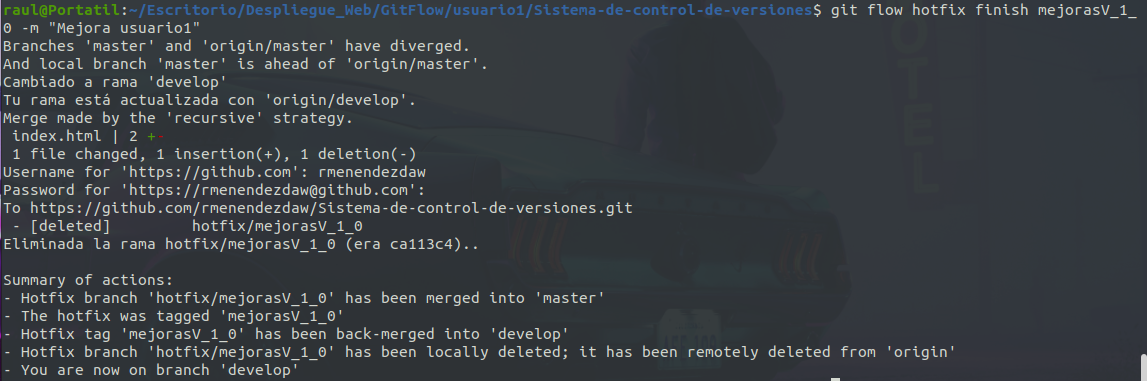 raul@Portatil:~/Escritorio/Despliegue_Web/GitFlow/usuario1/Sistema-de-control-de-versiones$ git flow hotfix finish mejorasV_1_
0 -m "Mejora usuario1"
Branches 'master' and 'origin/master' have diverged.
And local branch 'master' is ahead of 'origin/master'.
Cambiado a rama 'develop'
Tu rama está actualizada con 'origin/develop'.
Merge made by the 'recursive' strategy.
 index.html | 2 +-
 1 file changed, 1 insertion(+), 1 deletion(-)
Username for 'https://github.com': rmenendezdaw
Password for 'https://rmenendezdaw@github.com':
To https://github.com/rmenendezdaw/Sistema-de-control-de-versiones.git
 - [deleted]         hotfix/mejorasV_1_0
Eliminada la rama hotfix/mejorasV_1_0 (era ca113c4)..

Summary of actions:
- Hotfix branch 'hotfix/mejorasV_1_0' has been merged into 'master'
- The hotfix was tagged 'mejorasV_1_0'
- Hotfix tag 'mejorasV_1_0' has been back-merged into 'develop'
- Hotfix branch 'hotfix/mejorasV_1_0' has been locally deleted; it has been remotely deleted from 'origin'
- You are now on branch 'develop'